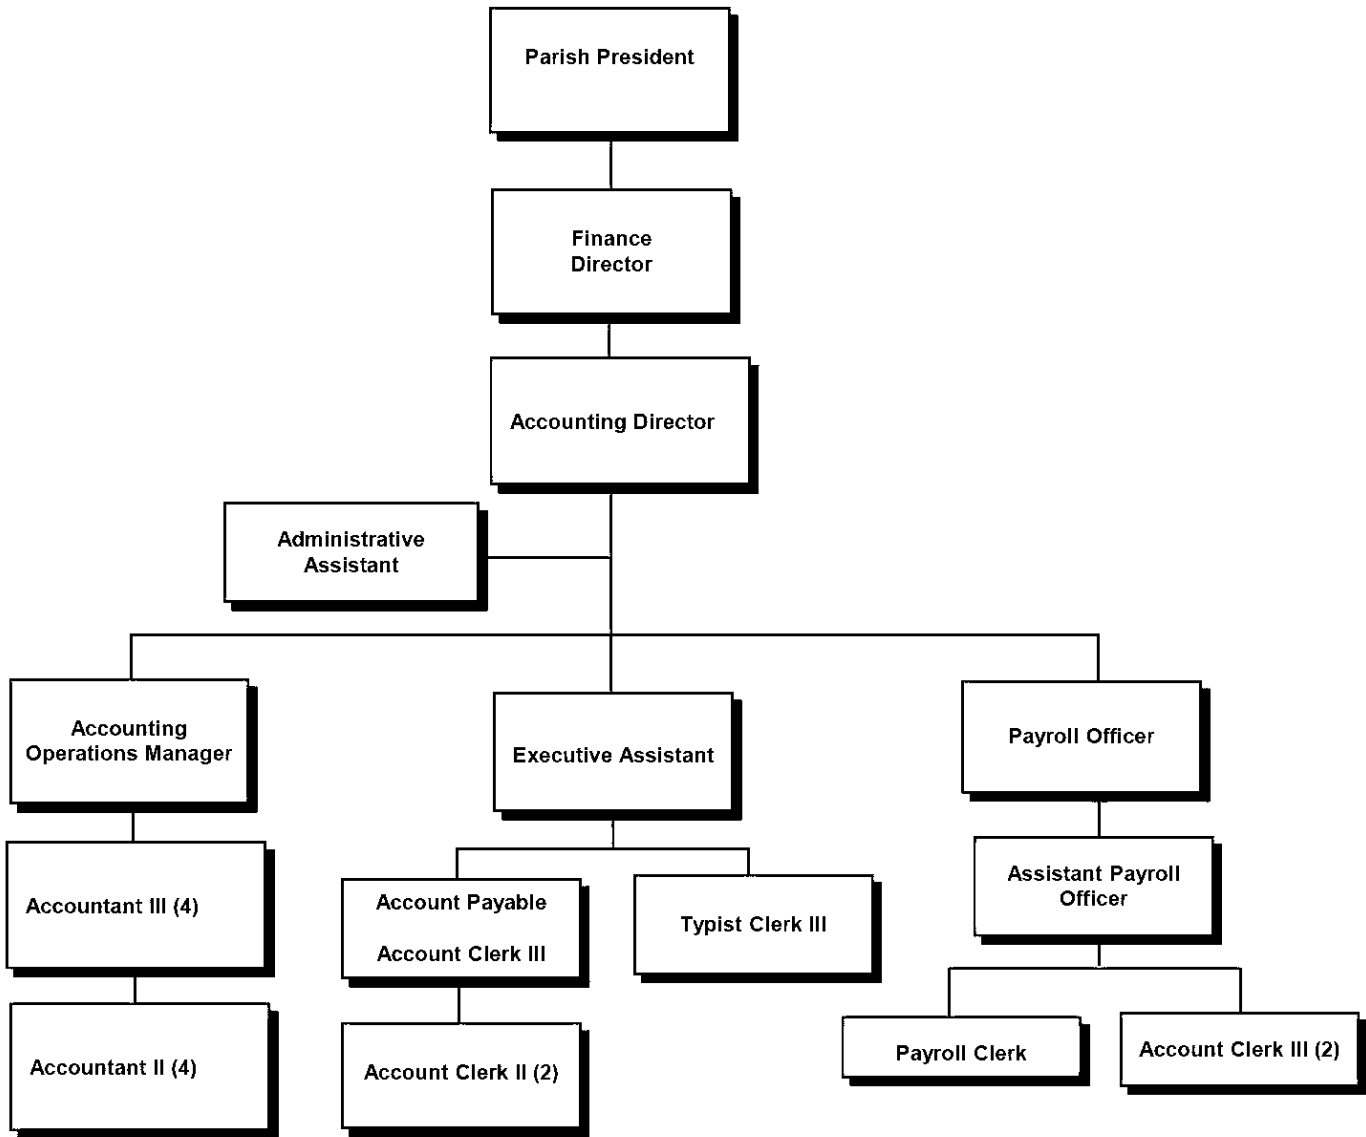 Parish President
Finance
Director
Accounting Director
Administrative
Assistant
Accounting
Operations Manager
Executive Assistant
Payroll Officer
Accountant III (4)
Account Payable
Account Clerk III
Typist Clerk III
Assistant Payroll
Officer
Accountant II (4)
Account Clerk II (2)
Payroll Clerk
Account Clerk III (2)